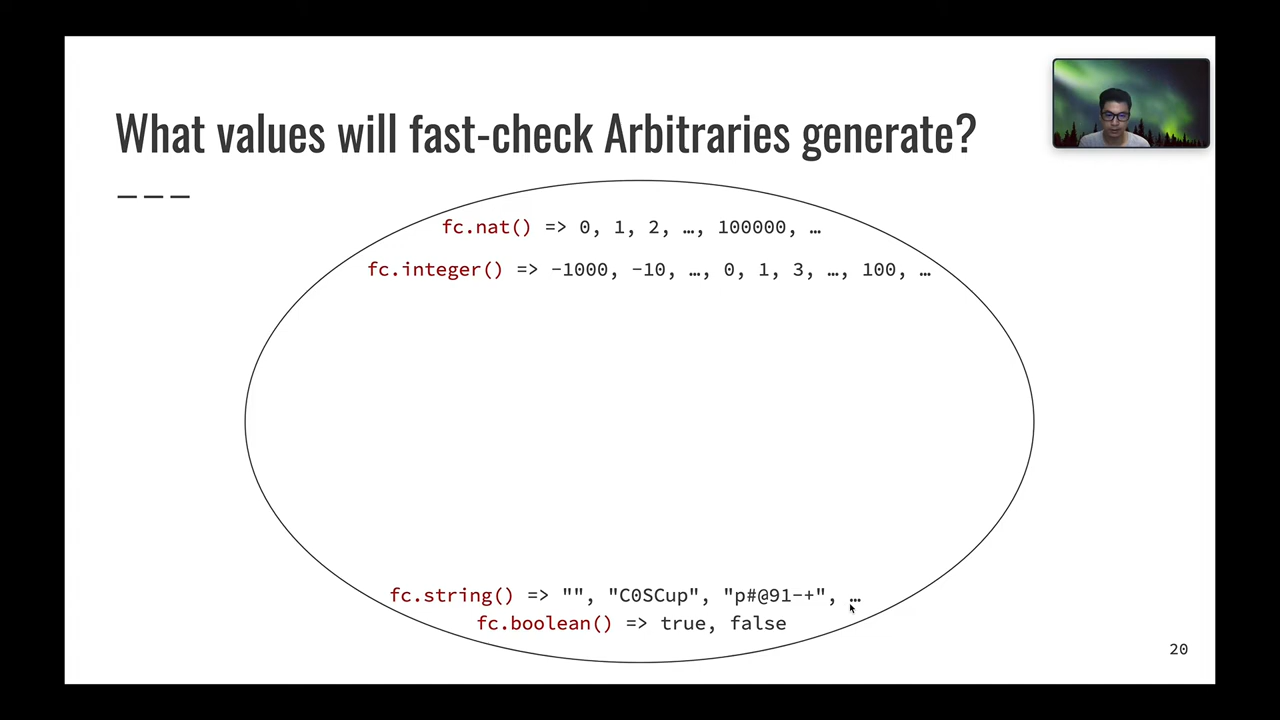 What values will fast-check Arbitraries generate?
fc.nat() => 0, 1, 2, …, 100000, …
fc.integer() => -1000, -10, …, 0, 1, 3, …, 100, …
fc.string() => "", "C0SCup", "p#@91-+", …
fc.boolean() => true, false
20